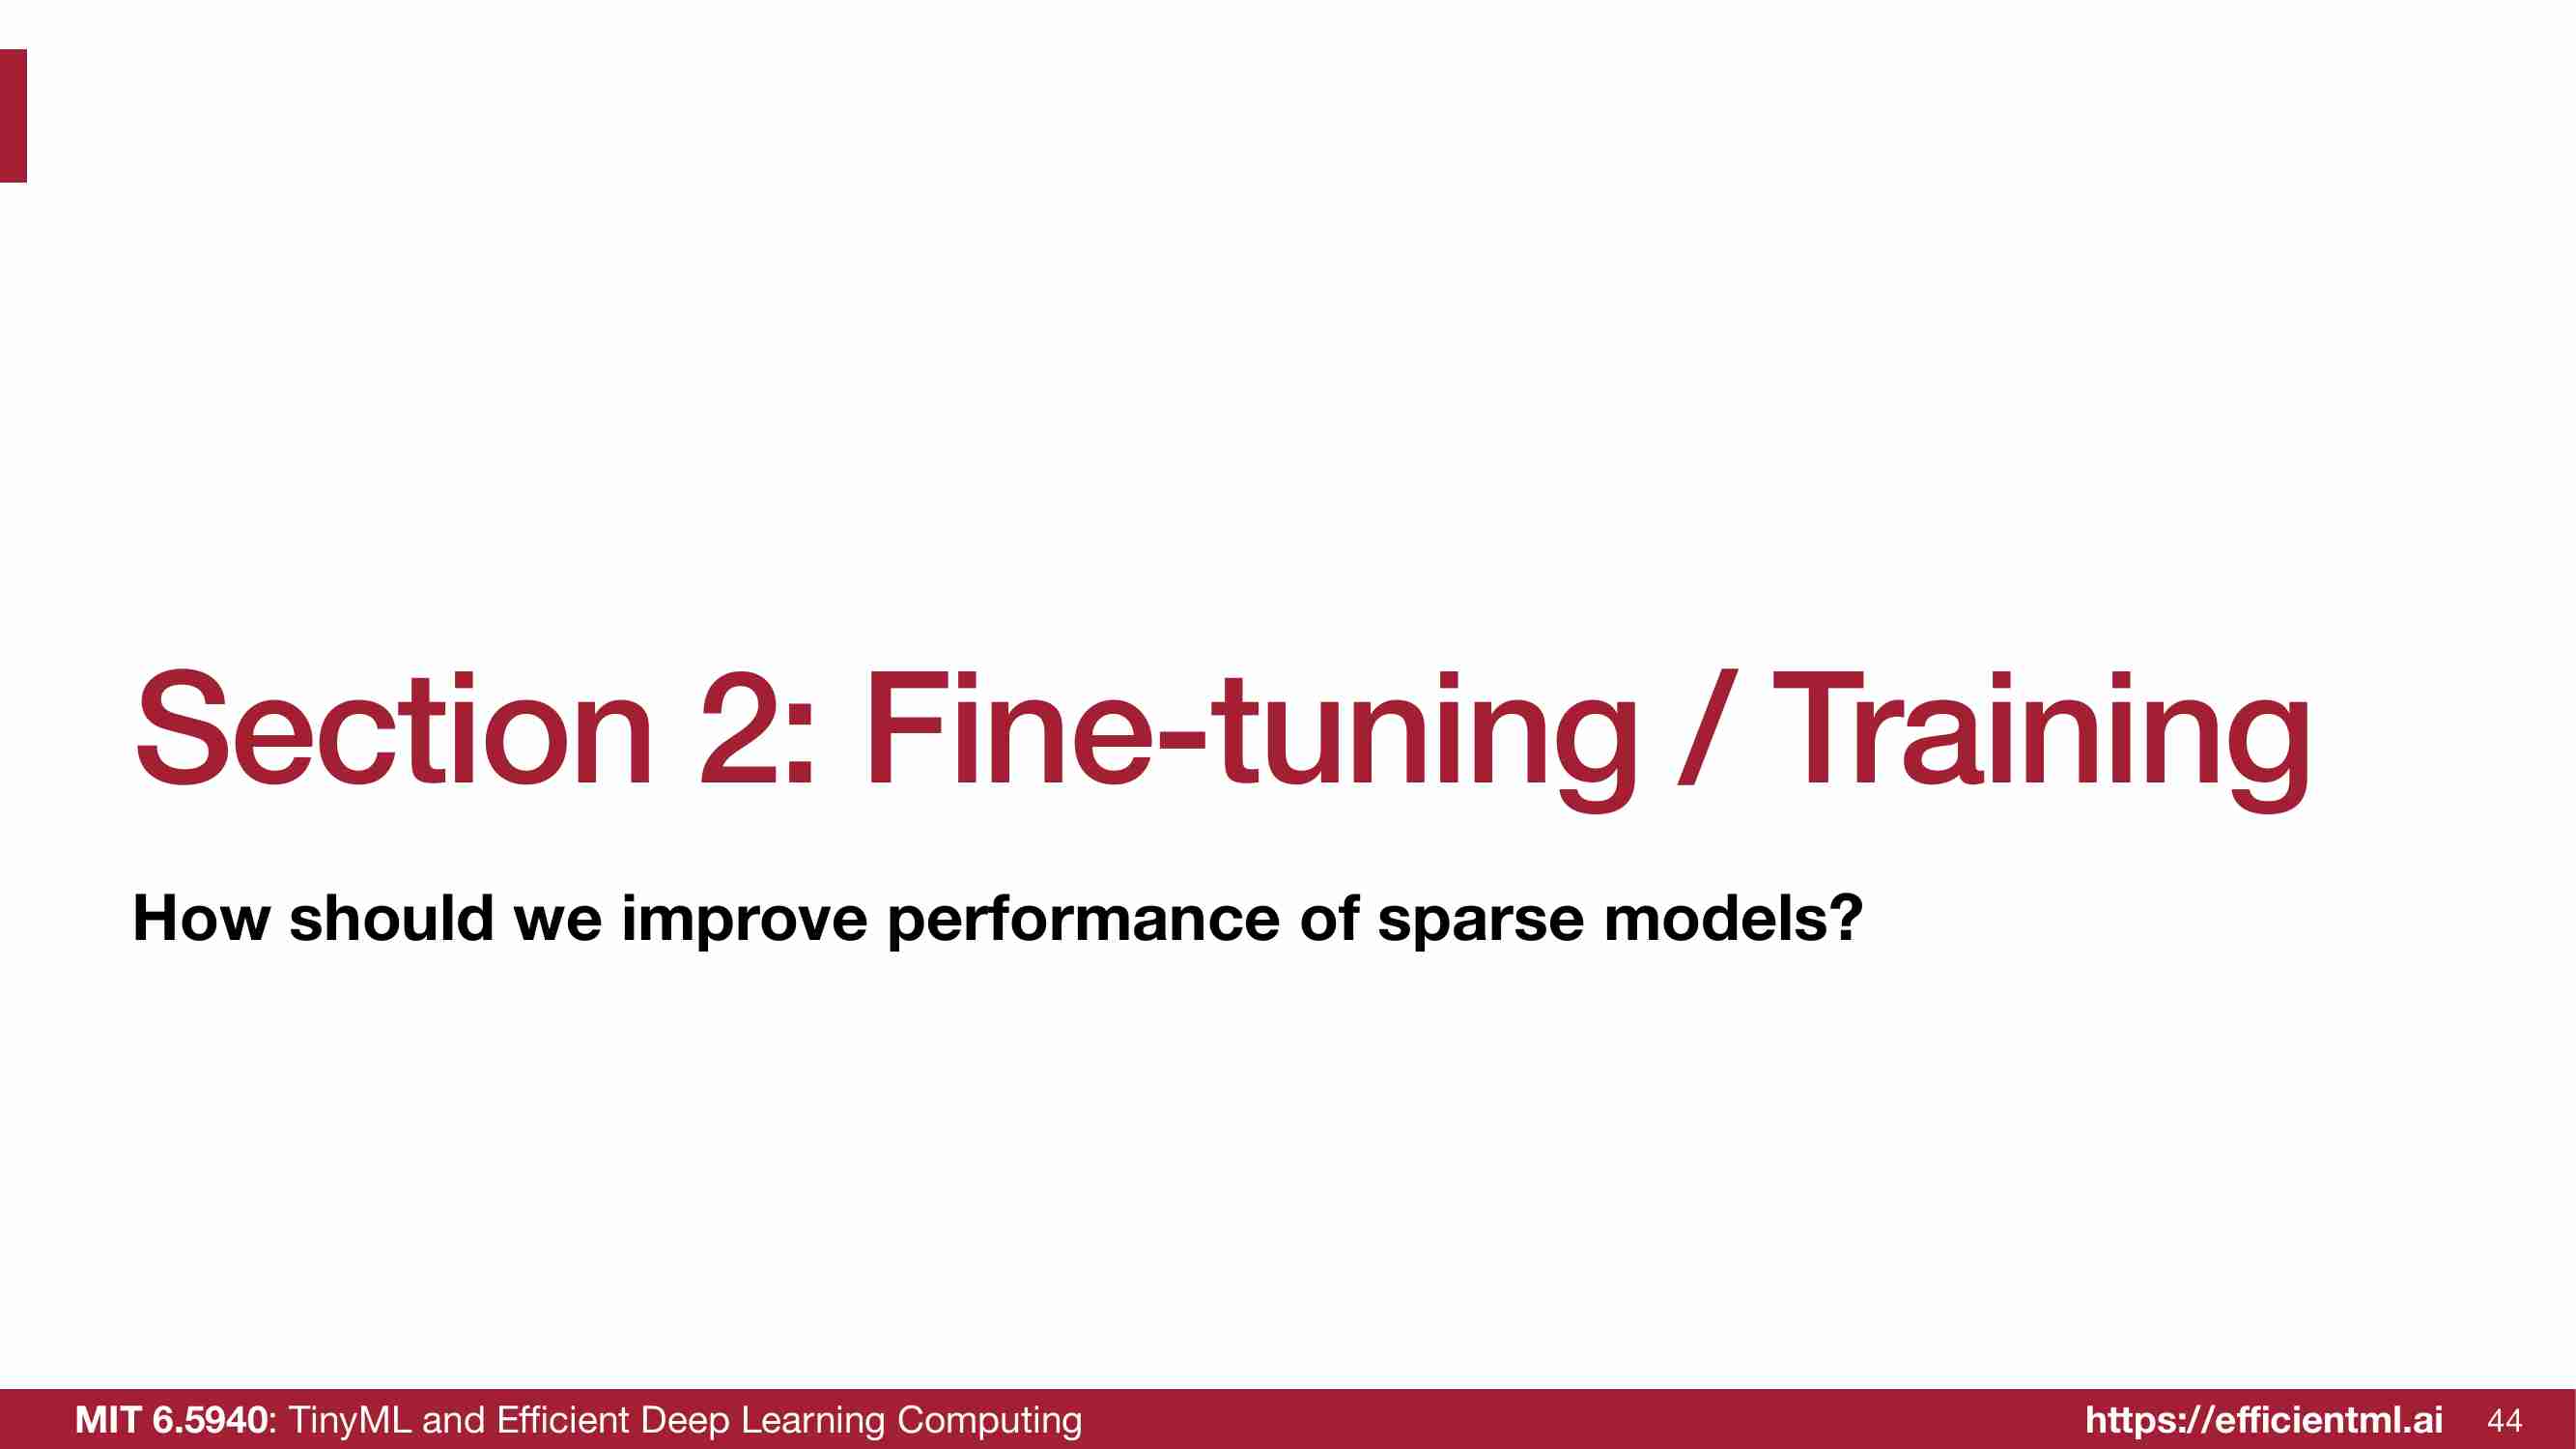 Section 2: Fine-tuning / Training
How should we improve performance of sparse models?
MIT 6.5940: TinyML and Efficient Deep Learning Computing
https://efficientml.ai 44